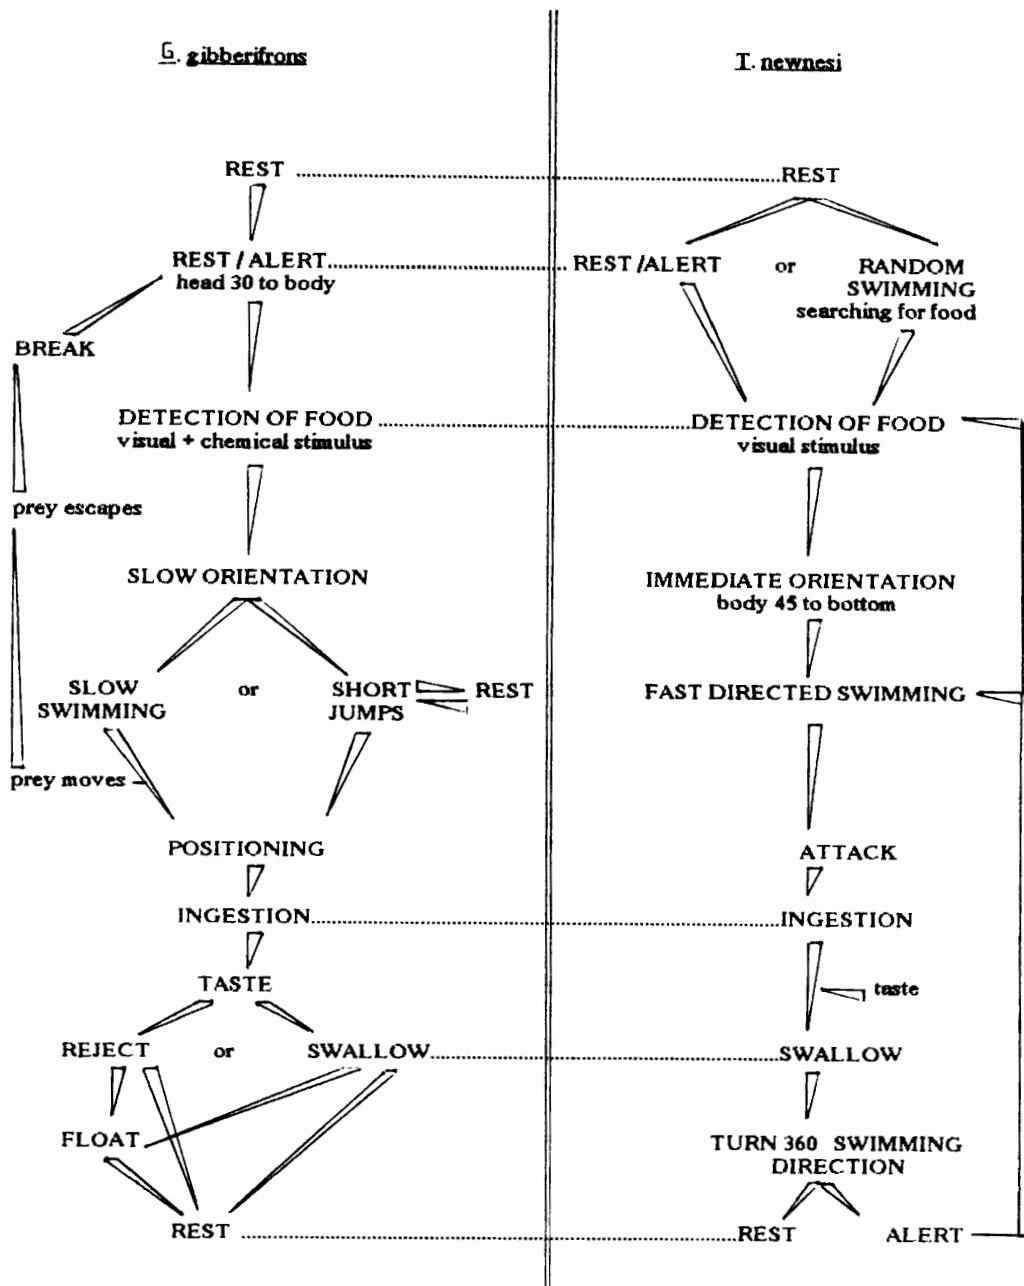 G. gibberifrons
T. newnesi
REST
REST
REST / ALERT
head 30 to body
REST /ALERT
or
RANDOM
SWIMMING
searching for food
BREAK
DETECTION OF FOOD
visual + chemical stimulus
DETECTION OF FOOD
visual stimulus
prey escapes
SLOW ORIENTATION
IMMEDIATE ORIENTATION
body 45 to bottom
SLOW
SWIMMING
or
SHORT
JUMPS
REST
FAST DIRECTED SWIMMING
prey moves
POSITIONING
ATTACK
INGESTION
INGESTION
TASTE
taste
REJECT
or
SWALLOW
SWALLOW
FLOAT
TURN 360 SWIMMING
DIRECTION
REST
REST
ALERT